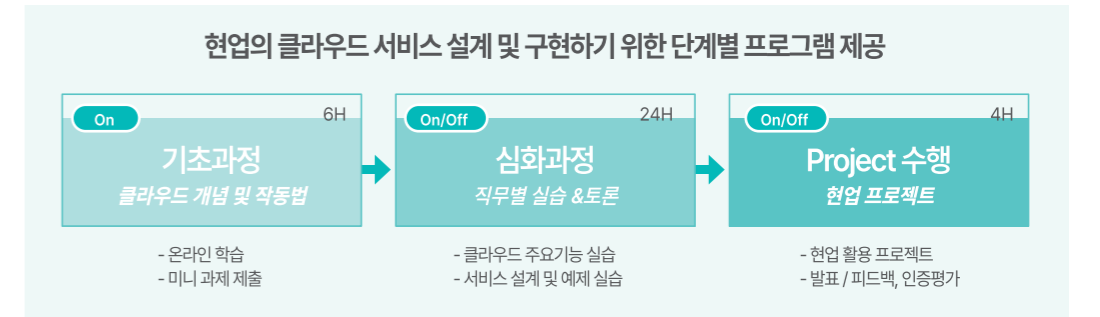 현업의 클라우드 서비스 설계 및 구현하기 위한 단계별 프로그램 제공
On
6H
기초과정
클라우드 개념 및 작동법
- 온라인 학습
- 미니 과제 제출
On/Off
24H
심화과정
직무별 실습 &토론
- 클라우드 주요기능 실습
- 서비스 설계 및 예제 실습
On/Off
4H
Project 수행
현업 프로젝트
- 현업 활용 프로젝트
- 발표 / 피드백, 인증평가